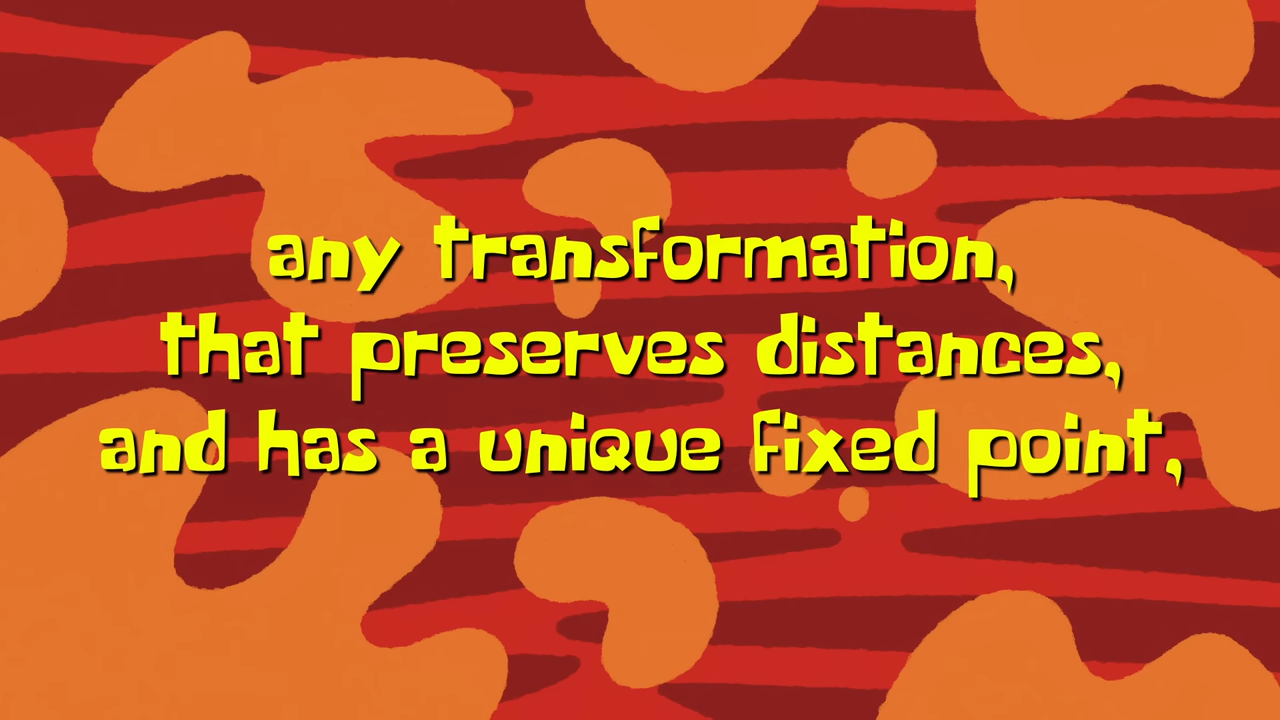 any transformation,
that preserves distances,
and has a unique fixed point,